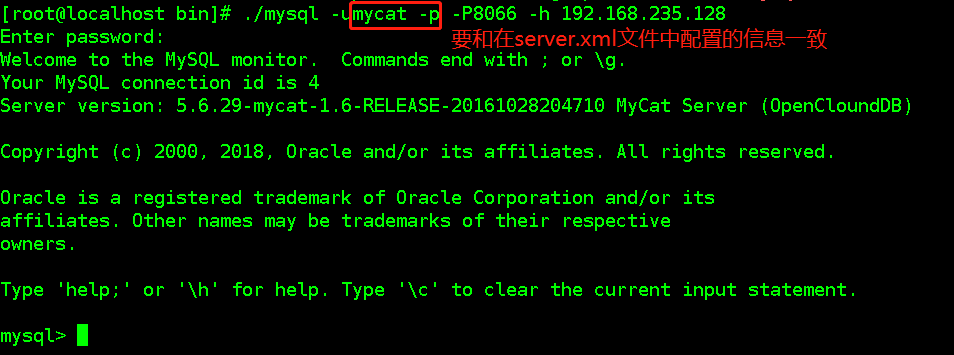 [root@localhost bin]# ./mysql -umycat -p -P8066 -h 192.168.235.128
要和在server.xml文件中配置的信息一致
Enter password:
Welcome to the MySQL monitor.  Commands end with ; or \g.
Your MySQL connection id is 4
Server version: 5.6.29-mycat-1.6-RELEASE-20161028204710 MyCat Server (OpenCloundDB)
Copyright (c) 2000, 2018, Oracle and/or its affiliates. All rights reserved.
Oracle is a registered trademark of Oracle Corporation and/or its
affiliates. Other names may be trademarks of their respective
owners.
Type 'help;' or '\h' for help. Type '\c' to clear the current input statement.
mysql>